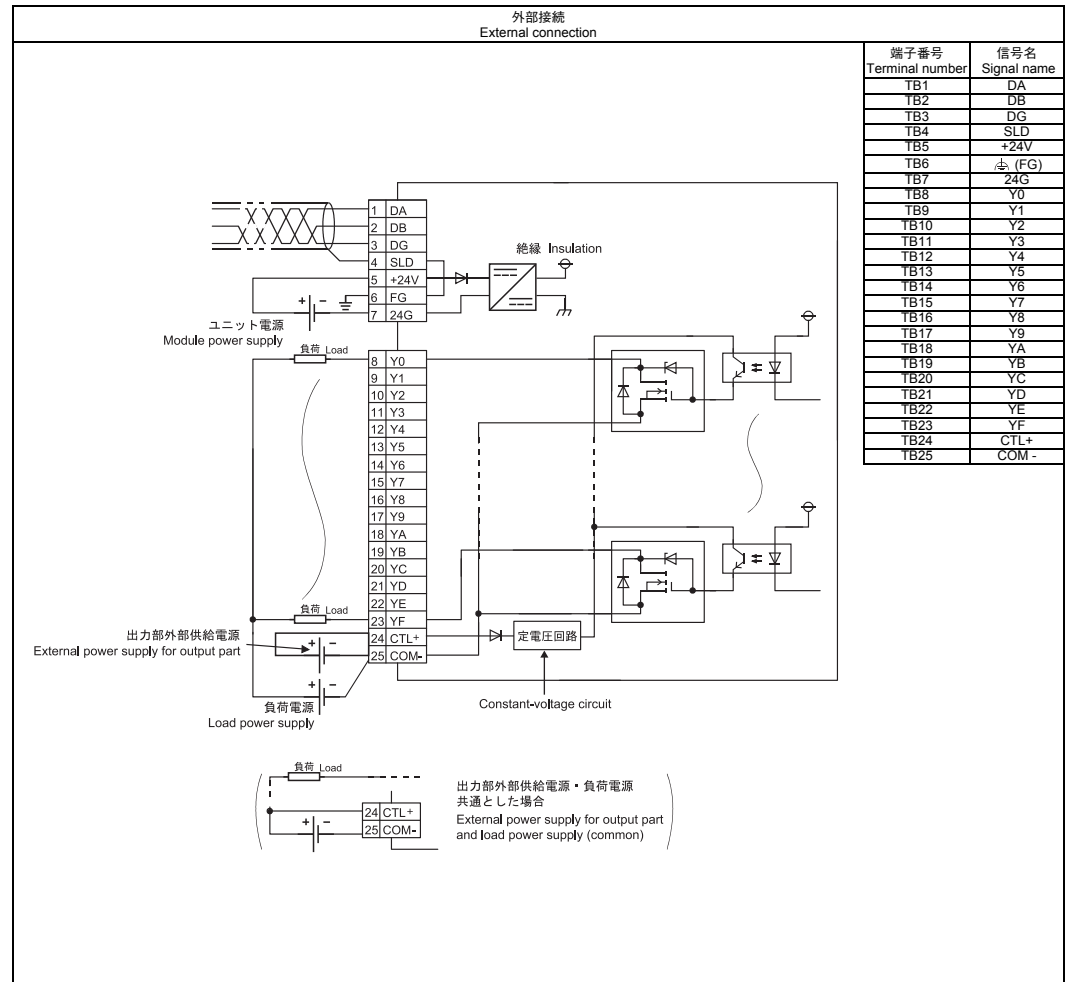 外部接続
External connection
端子番号 信号名
Terminal number Signal name
TB1 DA
TB2 DB
TB3 DG
TB4 SLD
TB5 +24V
TB6 (FG)
TB7 24G
TB8 Y0
TB9 Y1
TB10 Y2
TB11 Y3
TB12 Y4
TB13 Y5
TB14 Y6
TB15 Y7
TB16 Y8
TB17 Y9
TB18 YA
TB19 YB
TB20 YC
TB21 YD
TB22 YE
TB23 YF
TB24 CTL+
TB25 COM -
1 DA
2 DB
3 DG
4 SLD
5 +24V
6 FG
7 24G
絶縁 Insulation
+ -
ユニット電源
Module power supply
負荷 Load
8 Y0
9 Y1
10 Y2
11 Y3
12 Y4
13 Y5
14 Y6
15 Y7
16 Y8
17 Y9
18 YA
19 YB
20 YC
21 YD
22 YE
23 YF
24 CTL+
25 COM-
負荷 Load
出力部外部供給電源
External power supply for output part
+ -
定電圧回路
Constant-voltage circuit
+ -
負荷電源
Load power supply
負荷 Load
24 CTL+
25 COM-
+ -
出力部外部供給電源・負荷電源
共通とした場合
External power supply for output part
and load power supply (common)